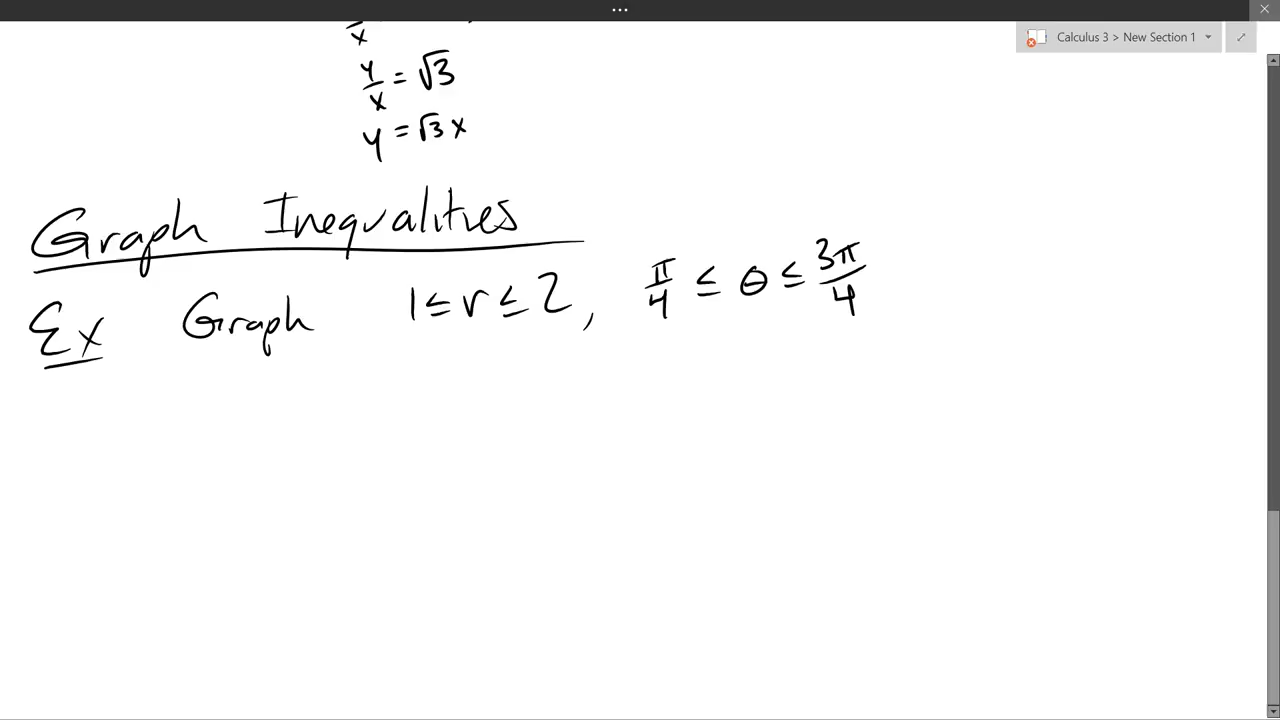 Calculus 3 > New Section 1
x
y/x = √3
y = √3 x
Graph Inequalities
Ex Graph 1 ≤ r ≤ 2, π/4 ≤ θ ≤ 3π/4